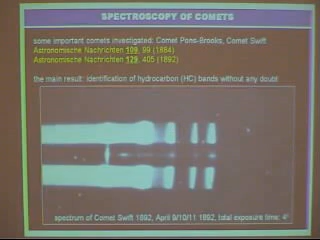 SPECTROSCOPY OF COMETS
some important comets investigated: Comet Pons-Brooks, Comet Swift
Astronomische Nachrichten 109, 99 (1884)
Astronomische Nachrichten 129, 405 (1892)
the main result: identification of hydrocarbon (HC) bands without any doubt
spectrum of Comet Swift 1892, April 9/10/11 1892, total exposure time: